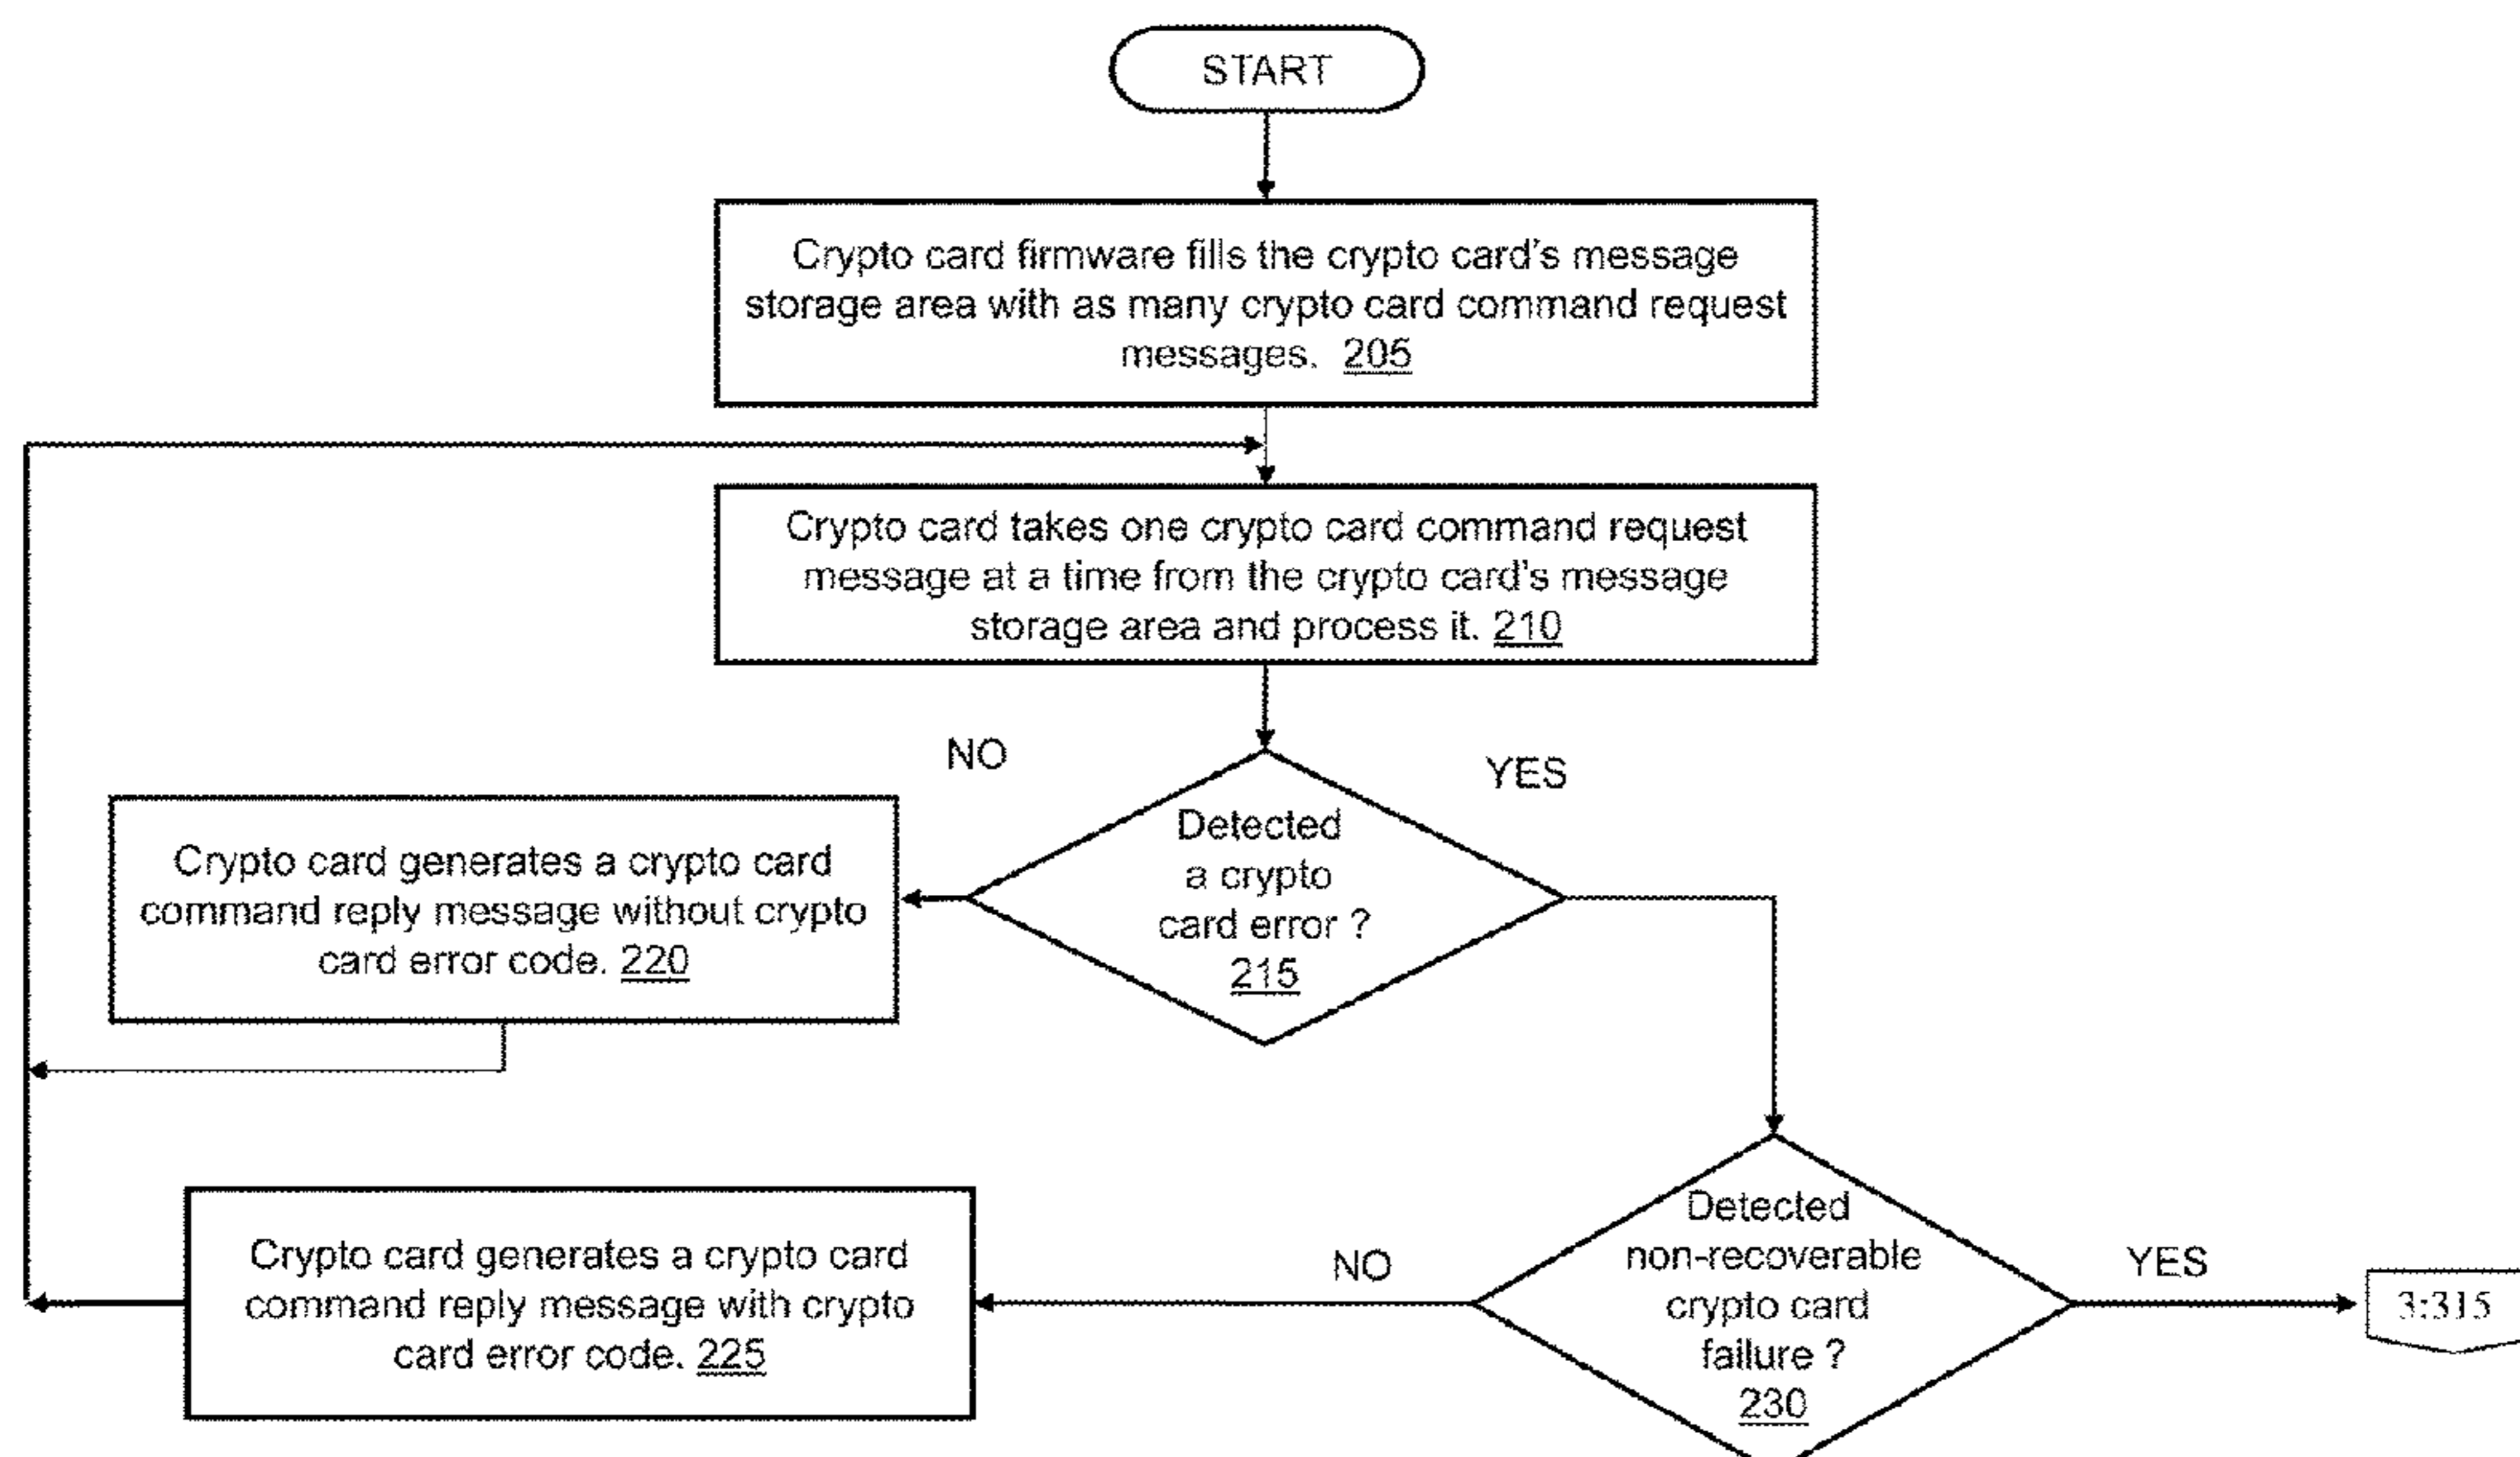 START
Crypto card firmware fills the crypto card's message
storage area with as many crypto card command request
messages. 205
Crypto card takes one crypto card command request
message at a time from the crypto card's message
storage area and process it. 210
NO
YES
Detected
a crypto
card error ?
215
Crypto card generates a crypto card
command reply message without crypto
card error code. 220
Detected
non-recoverable
crypto card
failure ?
230
NO
YES
3:315
Crypto card generates a crypto card
command reply message with crypto
card error code. 225